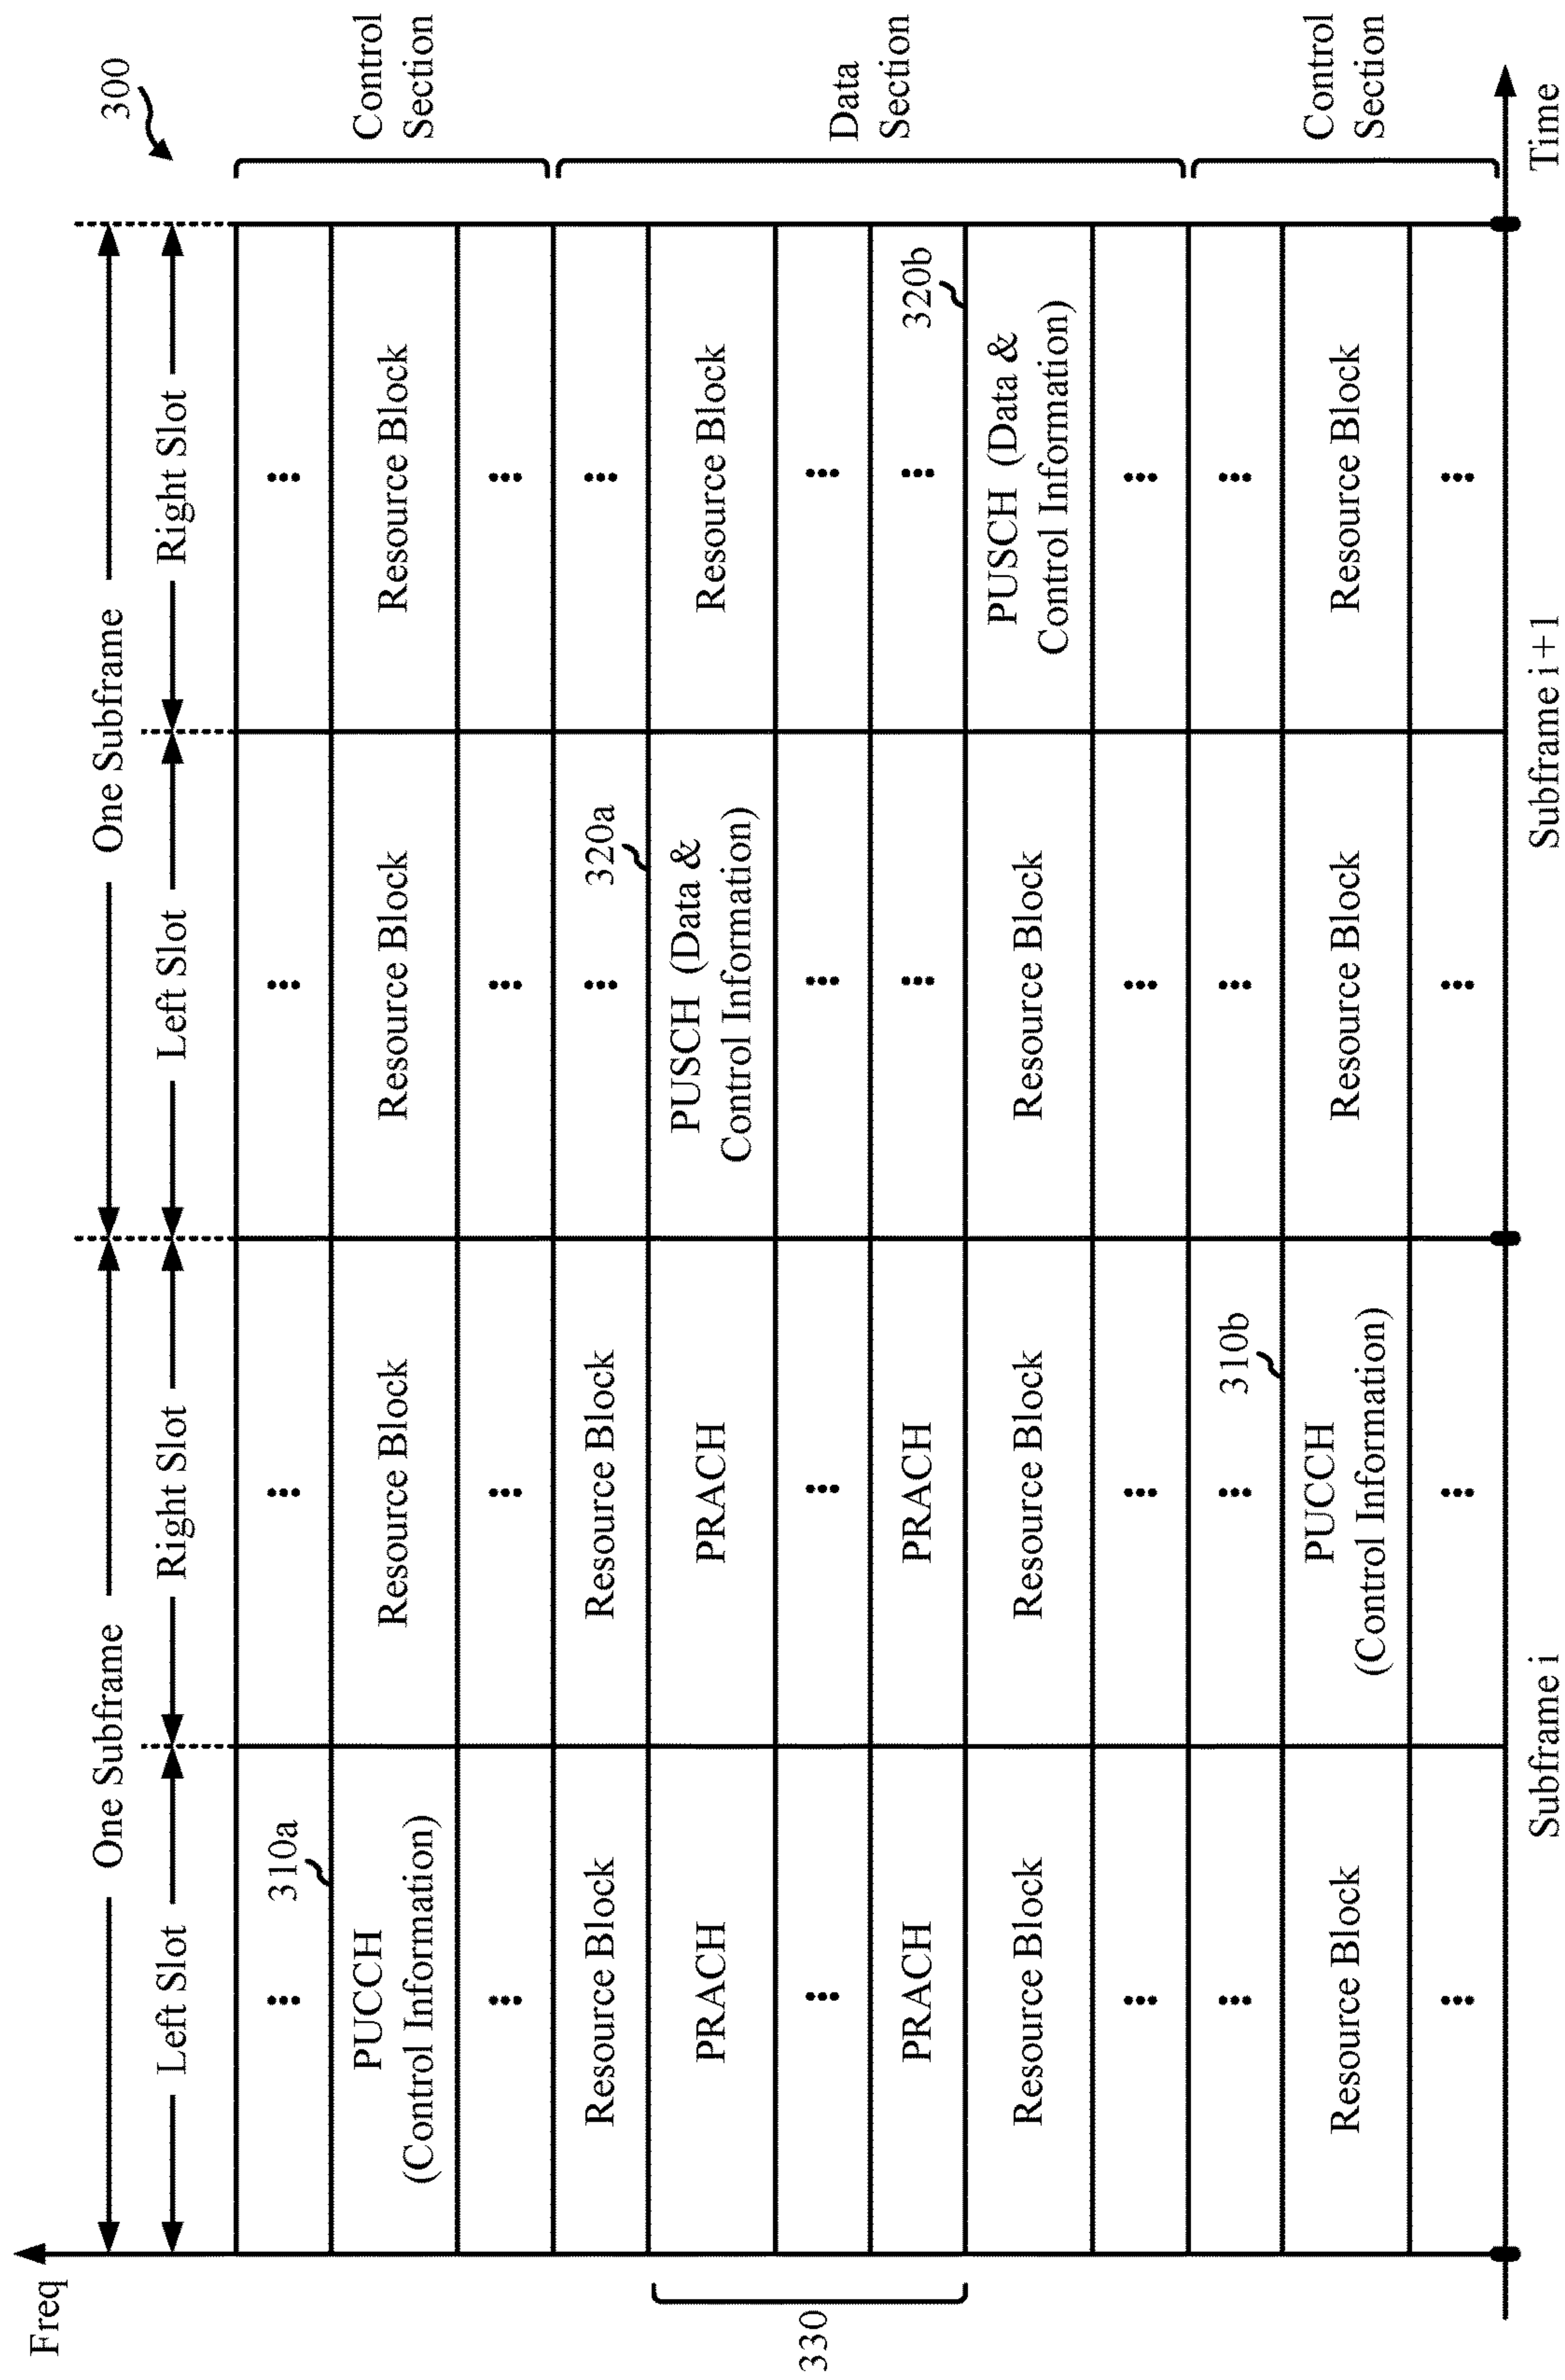 Freq
One Subframe
One Subframe
300
Left Slot
Right Slot
Left Slot
Right Slot
310a
PUCCH
(Control Information)
Resource Block
Resource Block
Resource Block
Control
Section
Resource Block
Resource Block
320a
PRACH
PRACH
PUSCH (Data &
Control Information)
Resource Block
330
Data
Section
PRACH
PRACH
320b
Resource Block
Resource Block
Resource Block
PUSCH (Data &
Control Information)
310b
Resource Block
PUCCH
(Control Information)
Resource Block
Resource Block
Control
Section
Subframe i
Subframe i + 1
Time